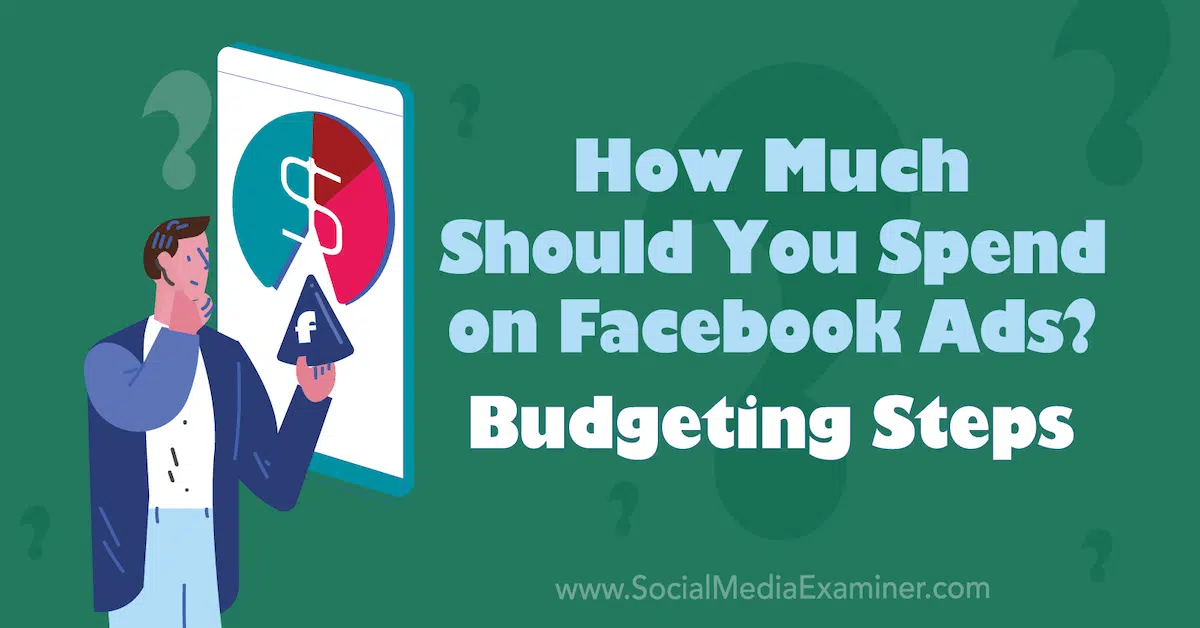 $
f
How Much
Should You Spend
on Facebook Ads?
Budgeting Steps
www.SocialMediaExaminer.com